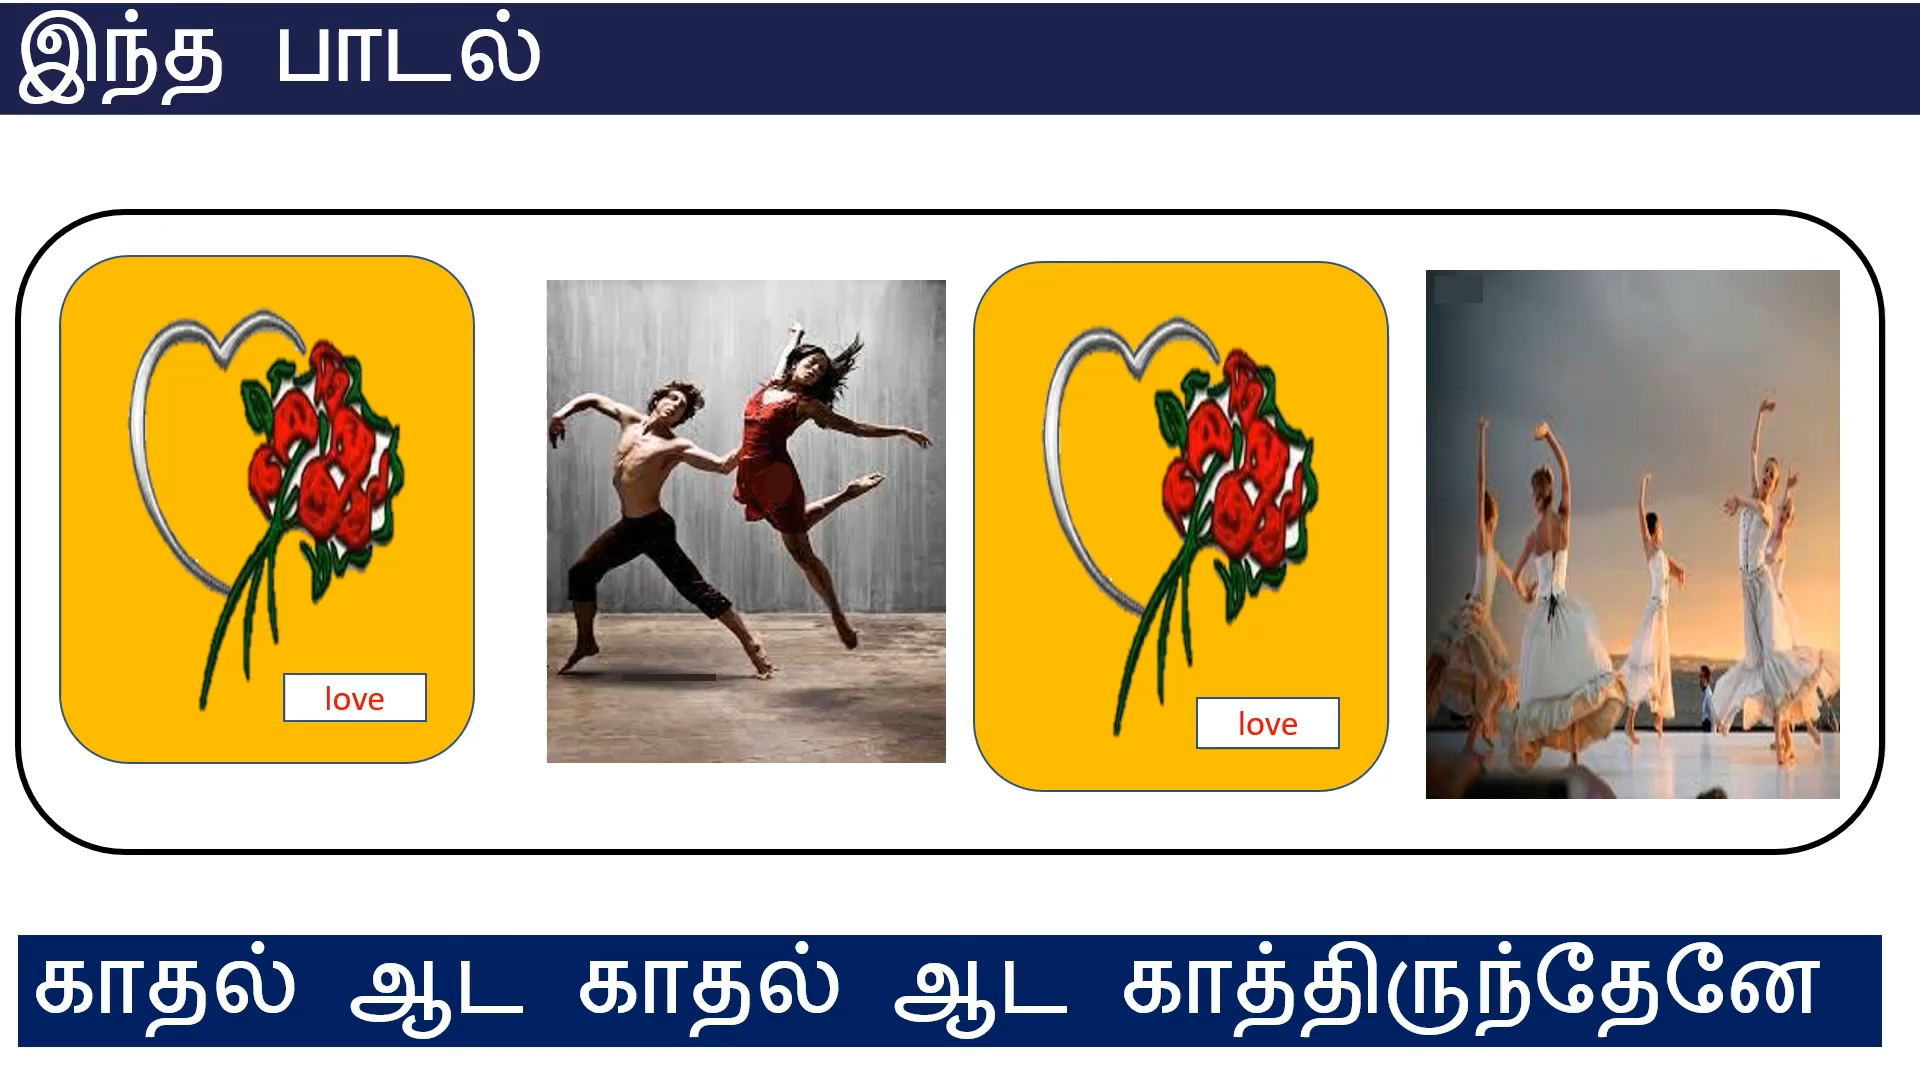 இந்த பாடல்
love
love
காதல் ஆட காதல் ஆட காத்திருந்தேனே